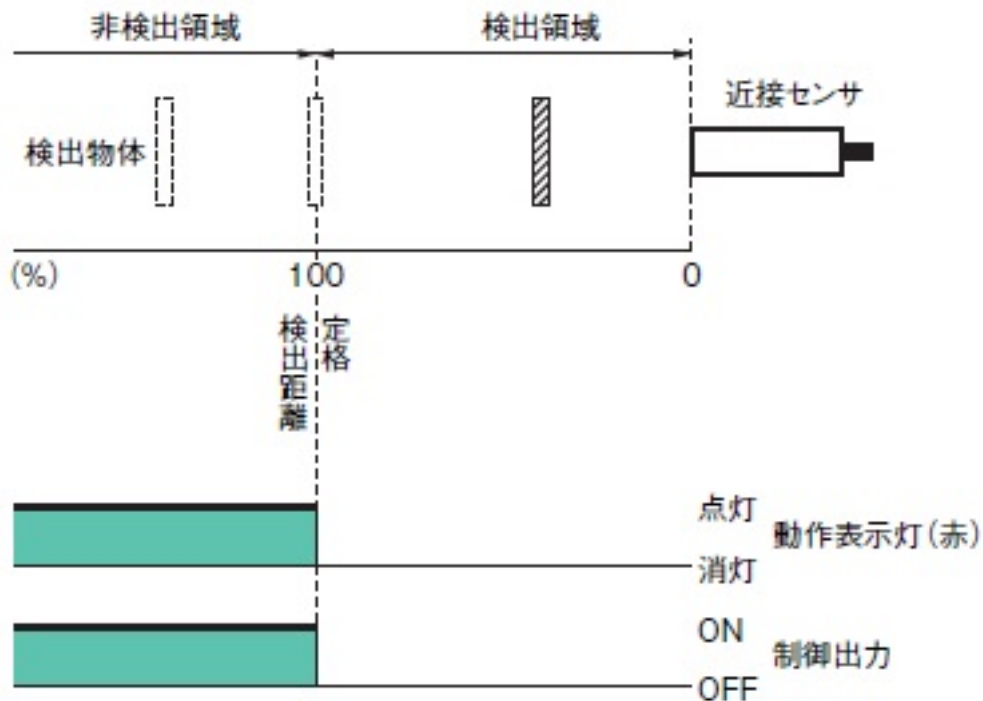 非検出領域
検出領域
近接センサ
検出物体
(%)
100
0
定格
検出距離
点灯
動作表示灯(赤)
消灯
ON
制御出力
OFF